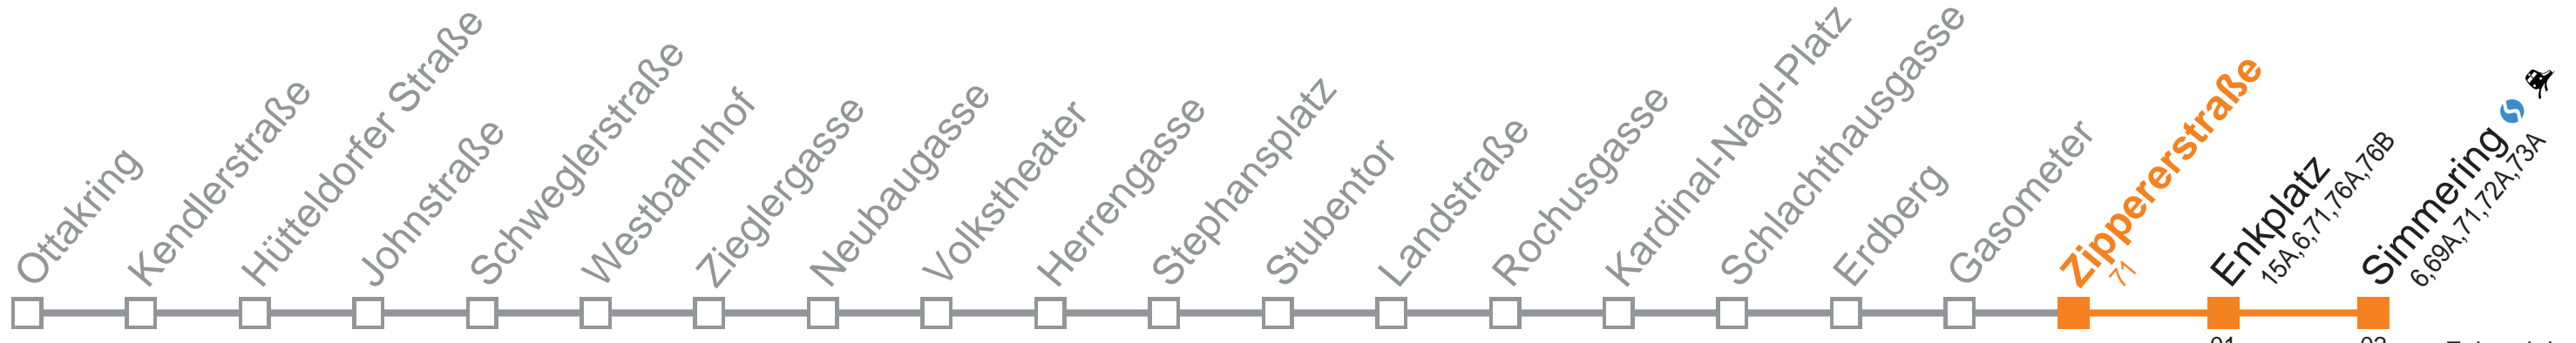 Ottakring
Kendlerstraße
Hütteldorfer Straße
Johnstraße
Schweglerstraße
Westbahnhof
Zieglergasse
Neubaugasse
Volkstheater
Herrengasse
Stephansplatz
Stubentor
Landstraße
Rochusgasse
Kardinal-Nagl-Platz
Schlachthausgasse
Erdberg
Gasometer
Zippererstraße
71
Enkplatz
15A,6,71,76A,76B
Simmering
6,69A,71,72A,73A